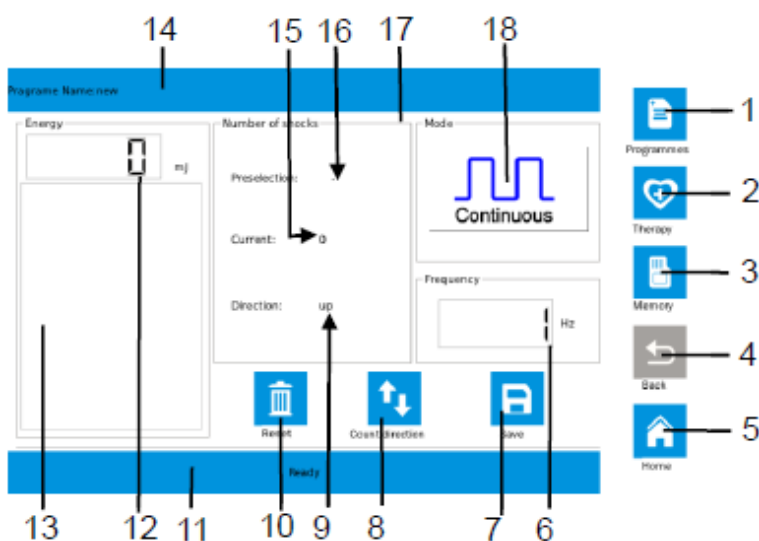 14 15 16 17 18
Programe Name:new
Energy
0 mJ
Number of shocks
Preselection: -
Current: 0
Direction: up
Mode
Continuous
Frequency
1 Hz
Reset
Count direction
Save
Ready
Programmes
1
Therapy
2
Memory
3
Back
4
Home
5
13 12 11 10 9 8 7 6